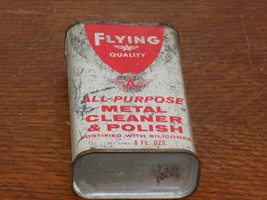 FLYING
A
QUALITY
A
ALL-PURPOSE
METAL
CLEANER
& POLISH
FORTIFIED WITH SILICONES
8 FL. OZS.